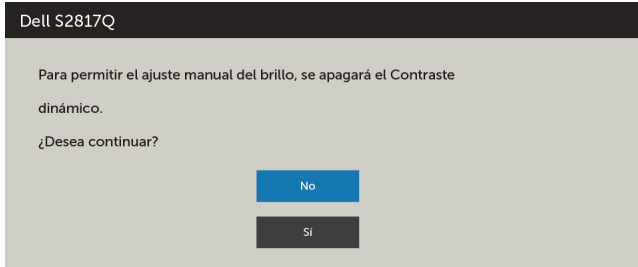 Dell S2817Q
Para permitir el ajuste manual del brillo, se apagará el Contraste
dinámico.
¿Desea continuar?
No
Sí